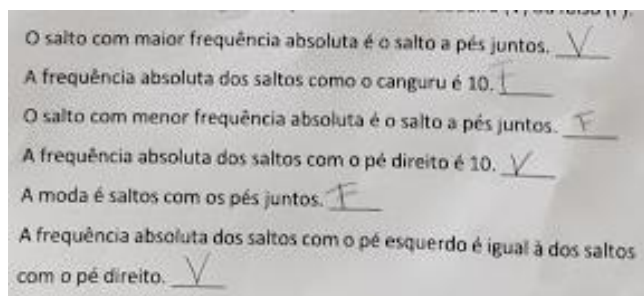 O salto com maior frequência absoluta é o salto a pés juntos. V
A frequência absoluta dos saltos como o canguru é 10. F
O salto com menor frequência absoluta é o salto a pés juntos. F
A frequência absoluta dos saltos com o pé direito é 10. V
A moda é saltos com os pés juntos. F
A frequência absoluta dos saltos com o pé esquerdo é igual à dos saltos
com o pé direito. V